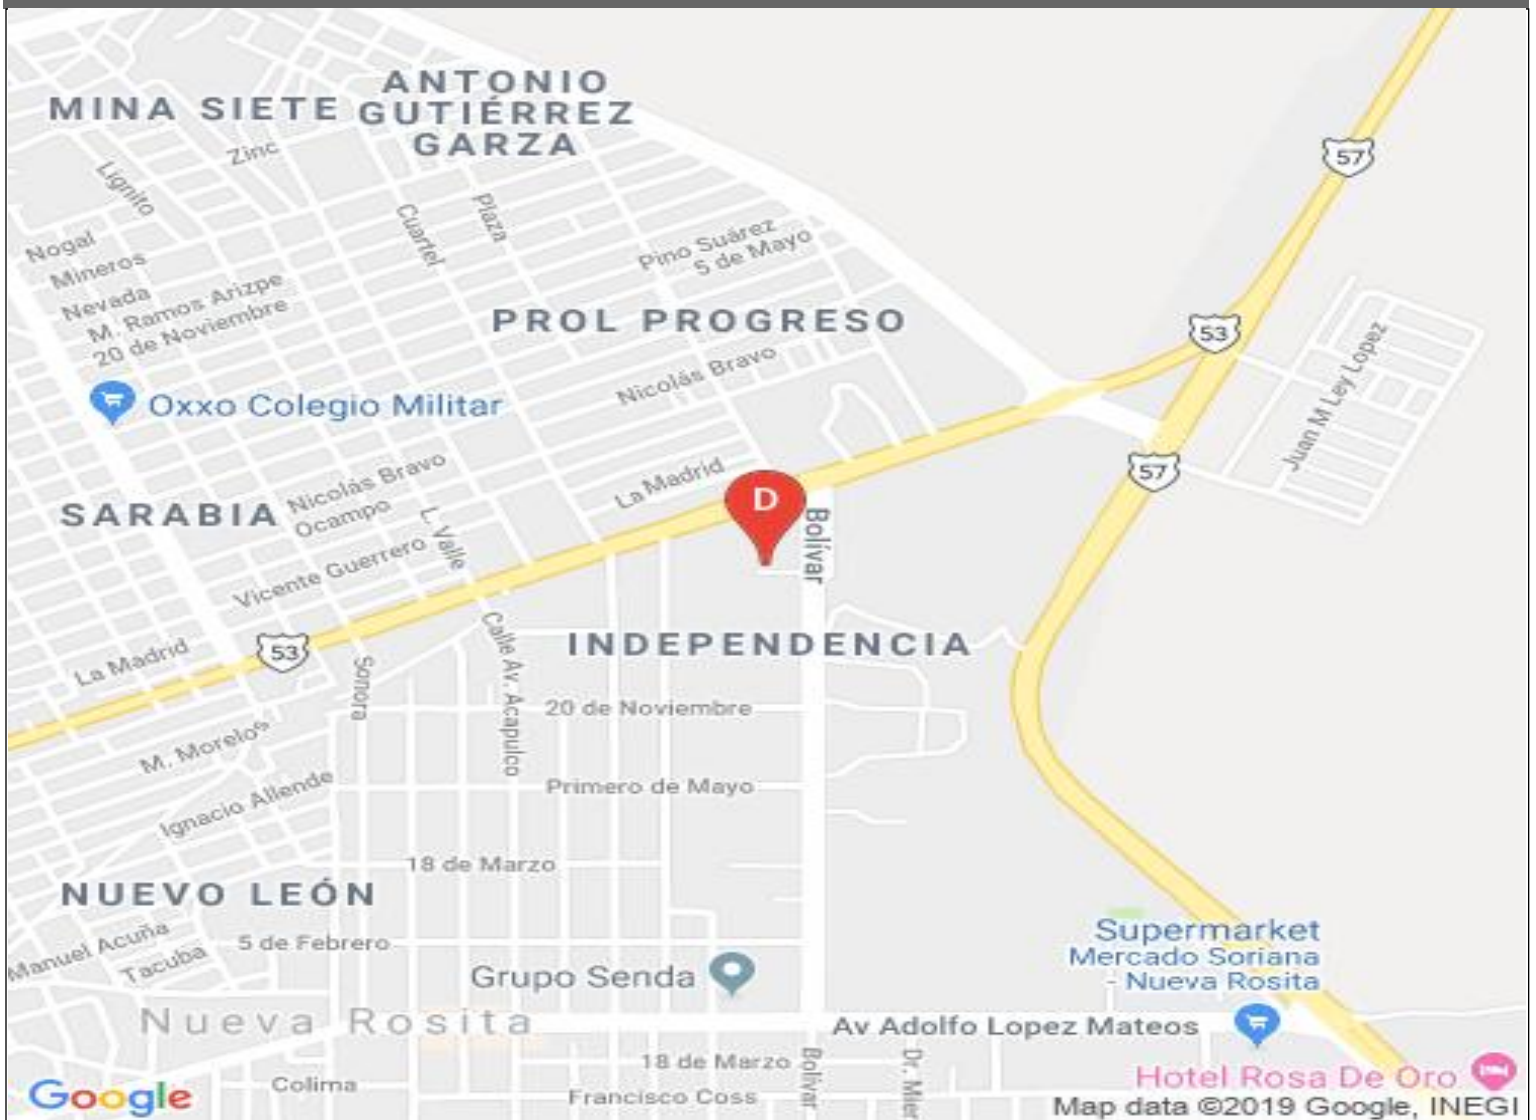 ANTONIO
MINA SIETE GUTIÉRREZ
GARZA
Zinc
Lignito
Cuartel
Plaza
57
Nogal
Pino Suárez
5 de Mayo
Mineros
Nevada
M. Ramos Arizpe
20 de Noviembre
PROL PROGRESO
53
Juan M Ley Lopez
Nicolás Bravo
Oxxo Colegio Militar
Nicolás Bravo
La Madrid
57
D
SARABIA
Ocampo
L. Valle
Bolívar
Vicente Guerrero
La Madrid
53
Calle Av. Acapulco
INDEPENDENCIA
Sonora
20 de Noviembre
M. Morelos
Primero de Mayo
Ignacio Allende
18 de Marzo
NUEVO LEÓN
Manuel Acuña
5 de Febrero
Tacuba
Grupo Senda
Supermarket
Mercado Soriana
- Nueva Rosita
Nueva Rosita
Av Adolfo Lopez Mateos
18 de Marzo
Bolívar
Dr. Mier
Colima
Francisco Coss
Hotel Rosa De Oro
Google
Map data ©2019 Google, INEGI